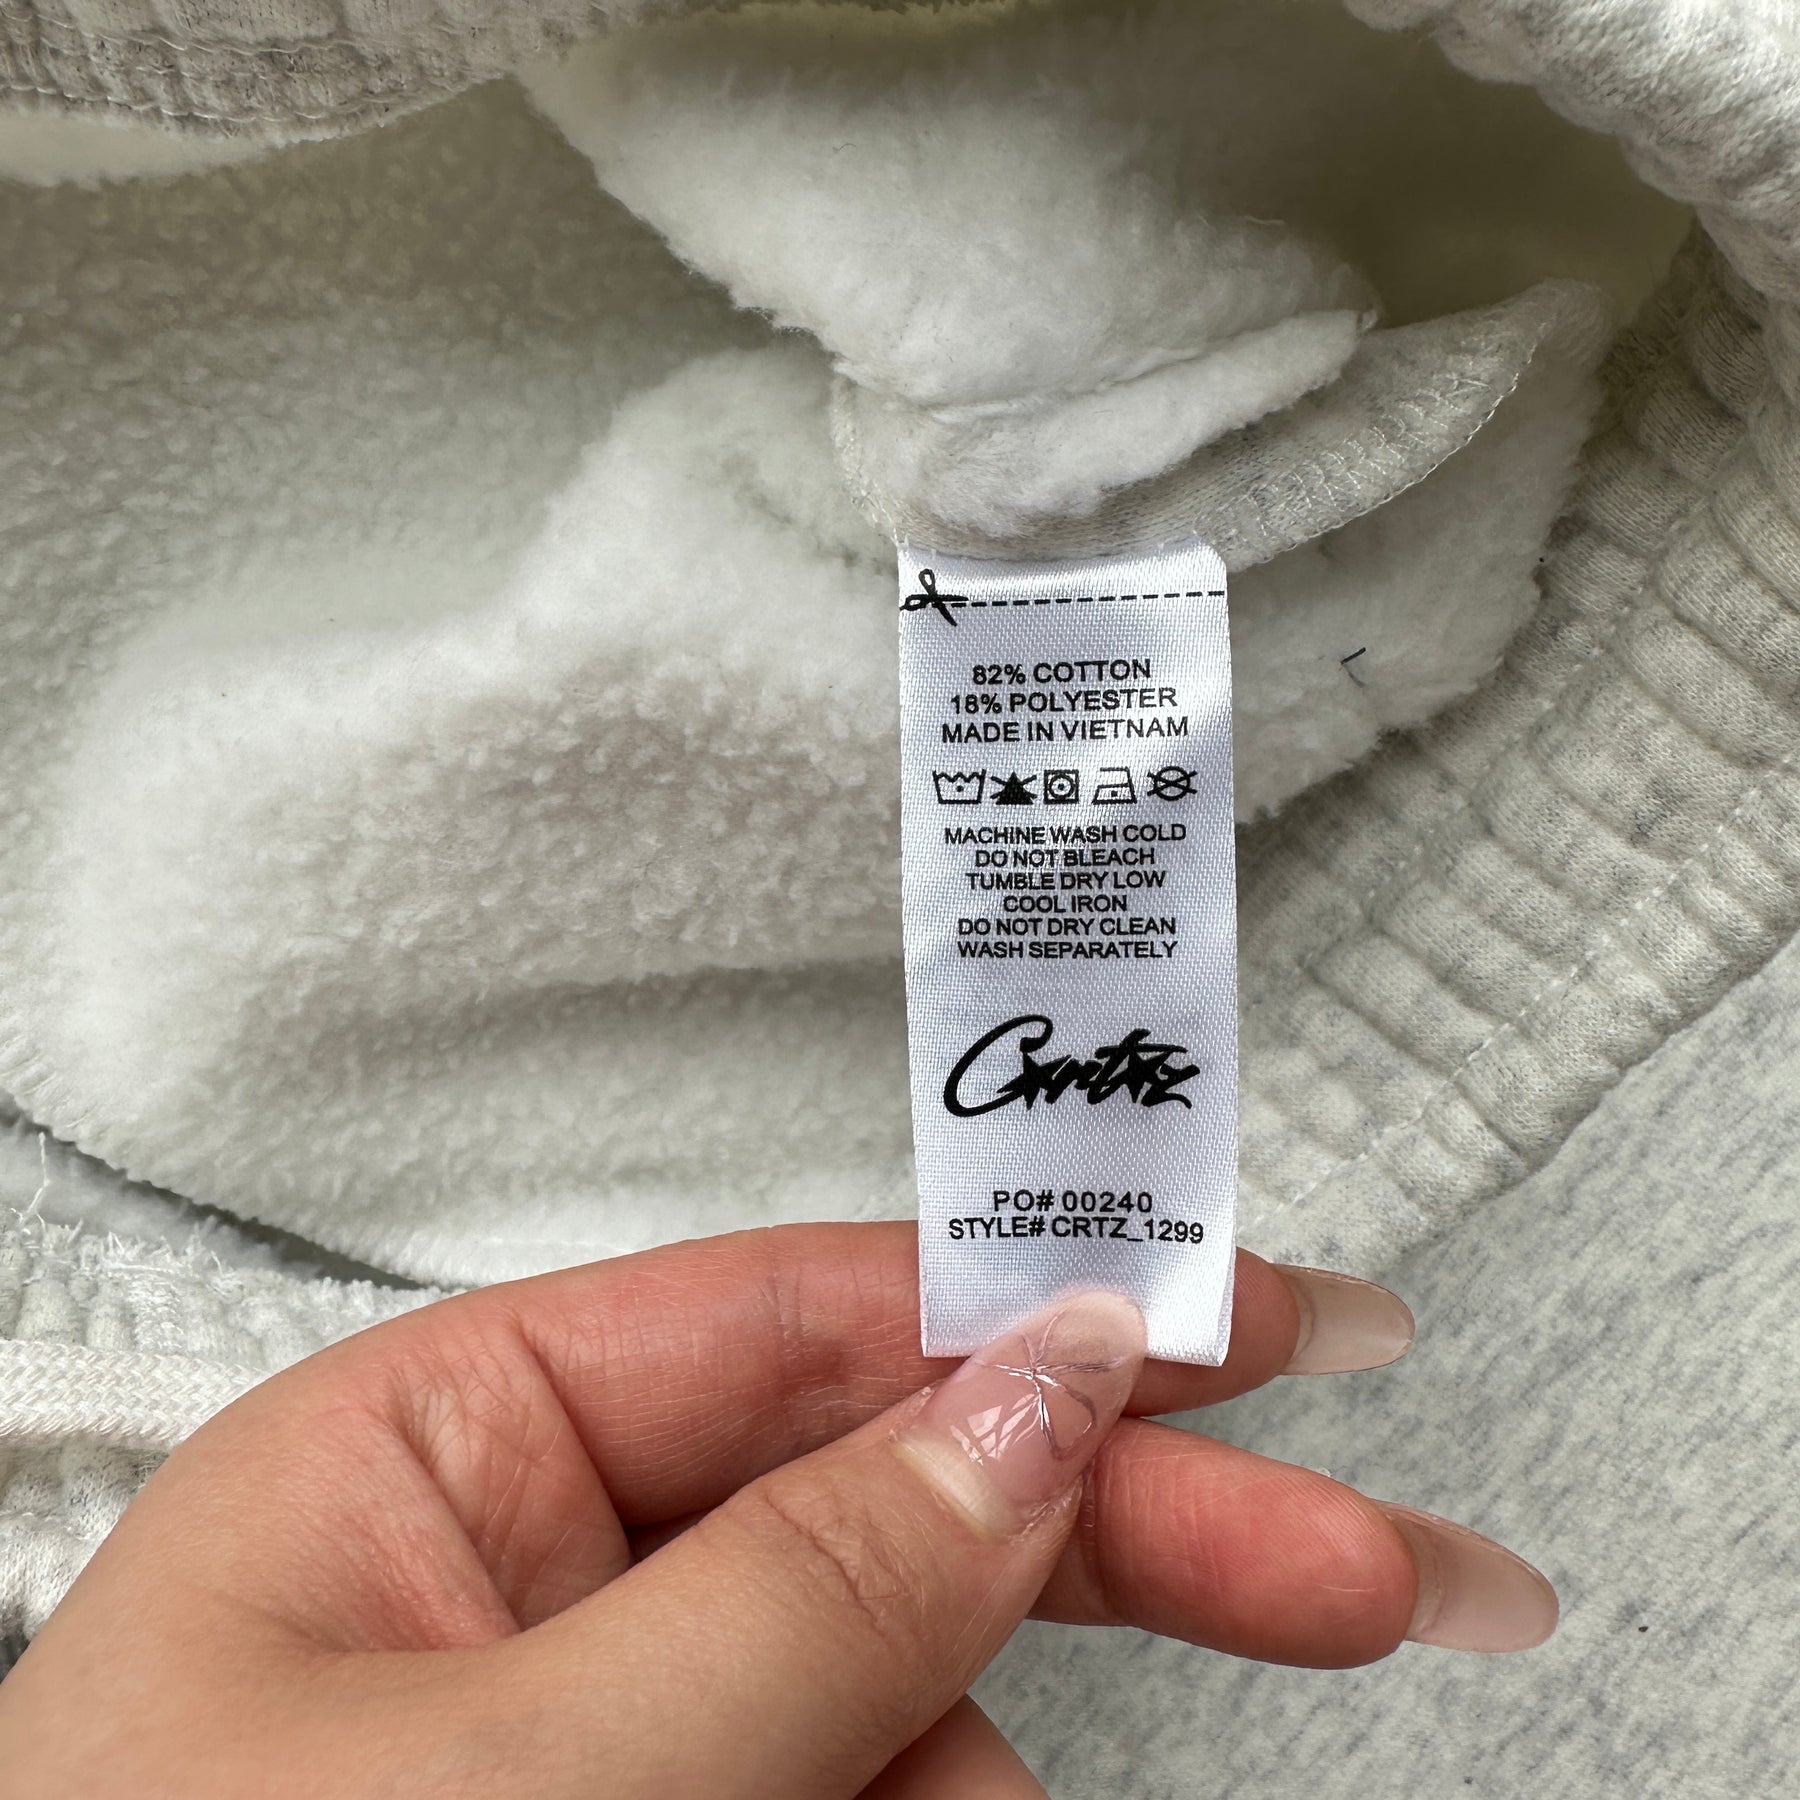 82% COTTON
18% POLYESTER
MADE IN VIETNAM
MACHINE WASH COLD
DO NOT BLEACH
TUMBLE DRY LOW
COOL IRON
DO NOT DRY CLEAN
WASH SEPARATELY
Crrtz
PO# 00240
STYLE# CRTZ_1299